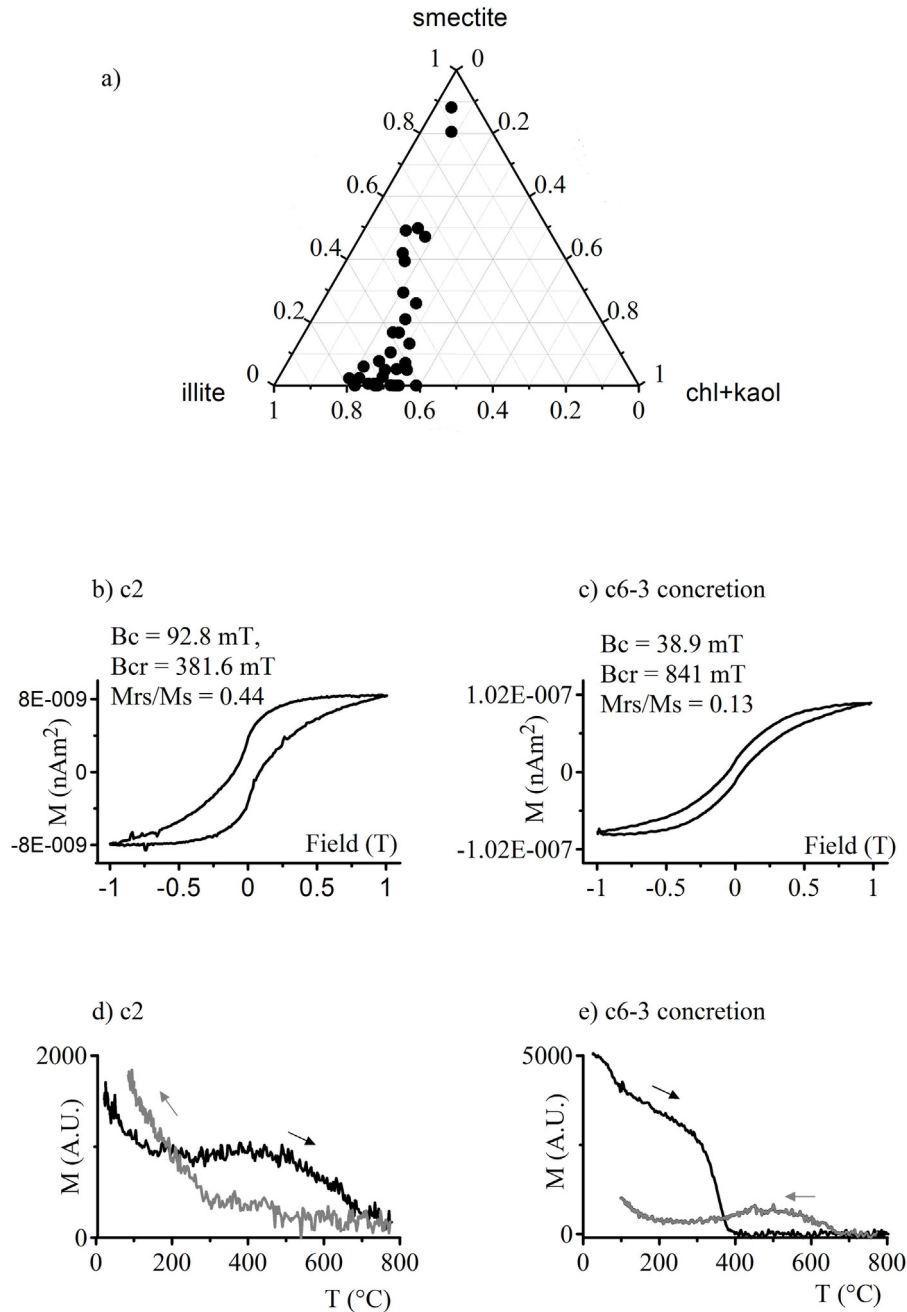 smectite
a)
1 0
0.8 0.2
0.6 0.4
0.4 0.6
0.2 0.8
illite 0 1 chl+kaol
1 0.8 0.6 0.4 0.2 0
b) c2
Bc = 92.8 mT,
Bcr = 381.6 mT
Mrs/Ms = 0.44
8E-009
0
-8E-009
M (nAm²)
Field (T)
-1 -0.5 0 0.5 1
c) c6-3 concretion
Bc = 38.9 mT
Bcr = 841 mT
Mrs/Ms = 0.13
1.02E-007
0
-1.02E-007
M (nAm²)
Field (T)
-1 -0.5 0 0.5 1
d) c2
2000
0
M (A.U.)
0 200 400 600 800
T (°C)
e) c6-3 concretion
5000
0
M (A.U.)
0 200 400 600 800
T (°C)